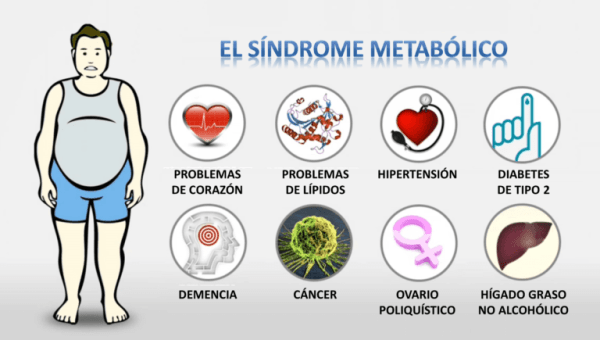 EL SÍNDROME METABÓLICO
PROBLEMAS
DE CORAZÓN
PROBLEMAS
DE LÍPIDOS
HIPERTENSIÓN
DIABETES
DE TIPO 2
DEMENCIA
CÁNCER
OVARIO
POLIQUÍSTICO
HÍGADO GRASO
NO ALCOHÓLICO